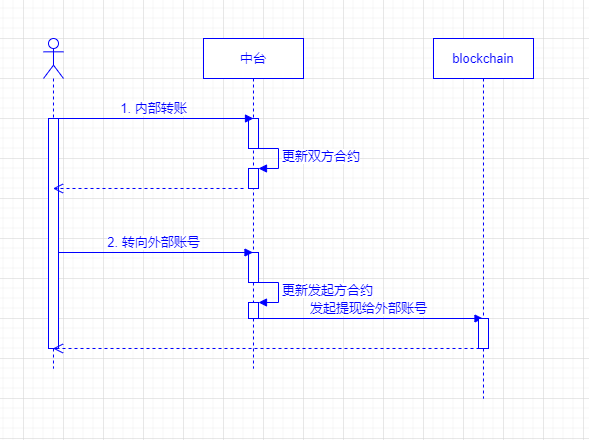 中台
blockchain
1. 内部转账
更新双方合约
2. 转向外部账号
更新发起方合约
发起提现给外部账号